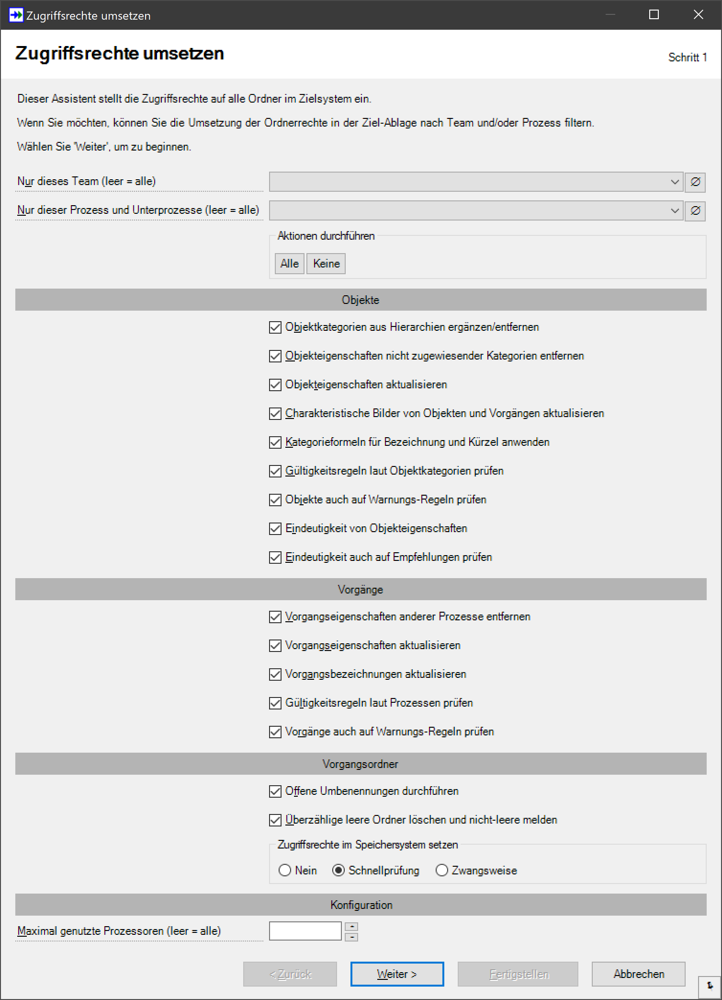 Zugriffsrechte umsetzen
Zugriffsrechte umsetzen
Schritt 1
Dieser Assistent stellt die Zugriffsrechte auf alle Ordner im Zielsystem ein.
Wenn Sie möchten, können Sie die Umsetzung der Ordnerrechte in der Ziel-Ablage nach Team und/oder Prozess filtern.
Wählen Sie 'Weiter', um zu beginnen.
Nur dieses Team (leer = alle)
Nur dieser Prozess und Unterprozesse (leer = alle)
Aktionen durchführen
Alle Keine
Objekte
Objektkategorien aus Hierarchien ergänzen/entfernen
Objekteigenschaften nicht zugewiesender Kategorien entfernen
Objekteigenschaften aktualisieren
Charakteristische Bilder von Objekten und Vorgängen aktualisieren
Kategorieformeln für Bezeichnung und Kürzel anwenden
Gültigkeitsregeln laut Objektkategorien prüfen
Objekte auch auf Warnungs-Regeln prüfen
Eindeutigkeit von Objekteigenschaften
Eindeutigkeit auch auf Empfehlungen prüfen
Vorgänge
Vorgangseigenschaften anderer Prozesse entfernen
Vorgangseigenschaften aktualisieren
Vorgangsbezeichnungen aktualisieren
Gültigkeitsregeln laut Prozessen prüfen
Vorgänge auch auf Warnungs-Regeln prüfen
Vorgangsordner
Offene Umbenennungen durchführen
Überzählige leere Ordner löschen und nicht-leere melden
Zugriffsrechte im Speichersystem setzen
Nein Schnellprüfung Zwangsweise
Konfiguration
Maximal genutzte Prozessoren (leer = alle)
< Zurück Weiter > Fertigstellen Abbrechen